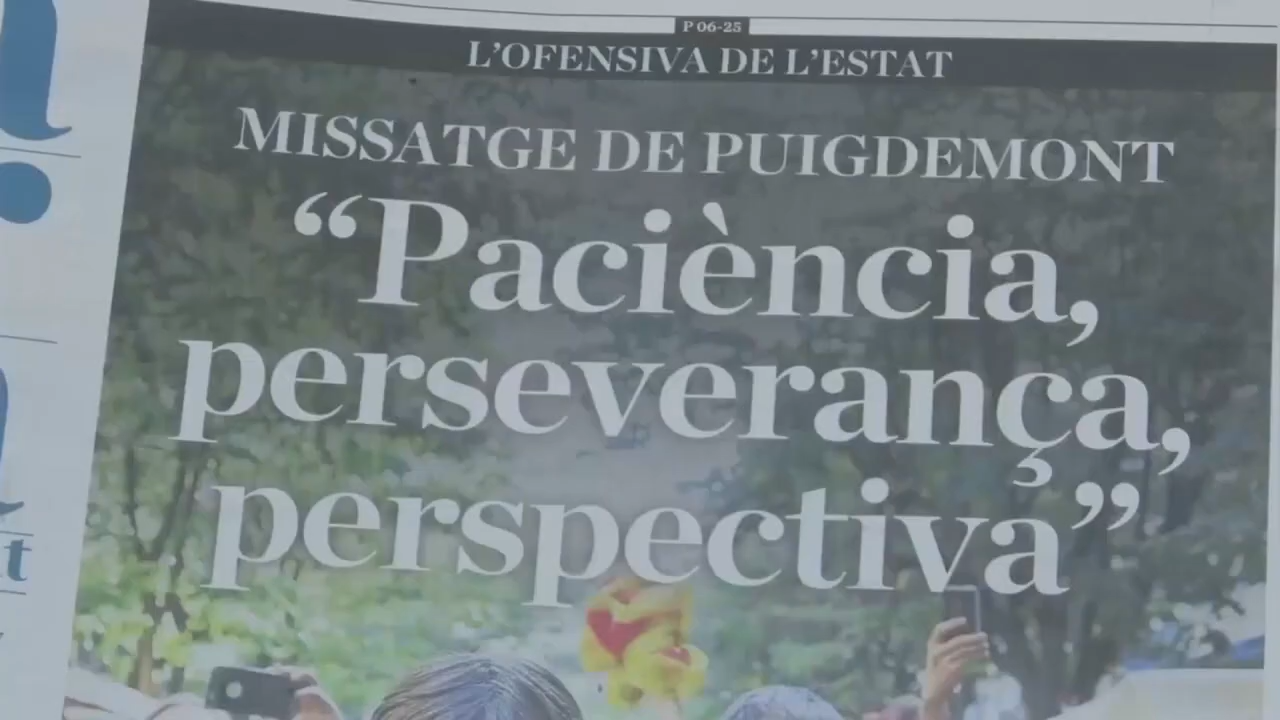 P 06-25
L'OFENSIVA DE L'ESTAT
MISSATGE DE PUIGDEMONT
“Paciència,
perseverança,
perspectiva”